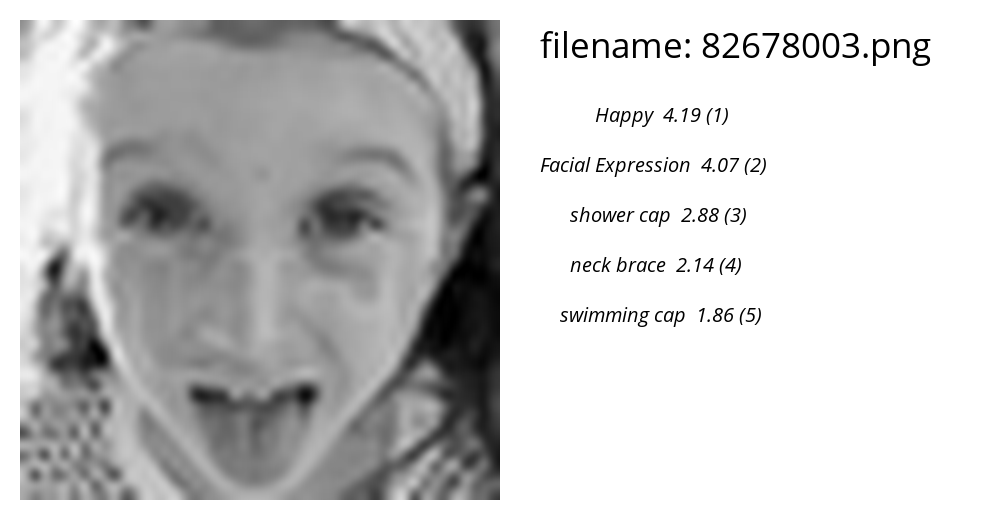 filename: 82678003.png
Happy 4.19 (1)
Facial Expression 4.07 (2)
shower cap 2.88 (3)
neck brace 2.14 (4)
swimming cap 1.86 (5)